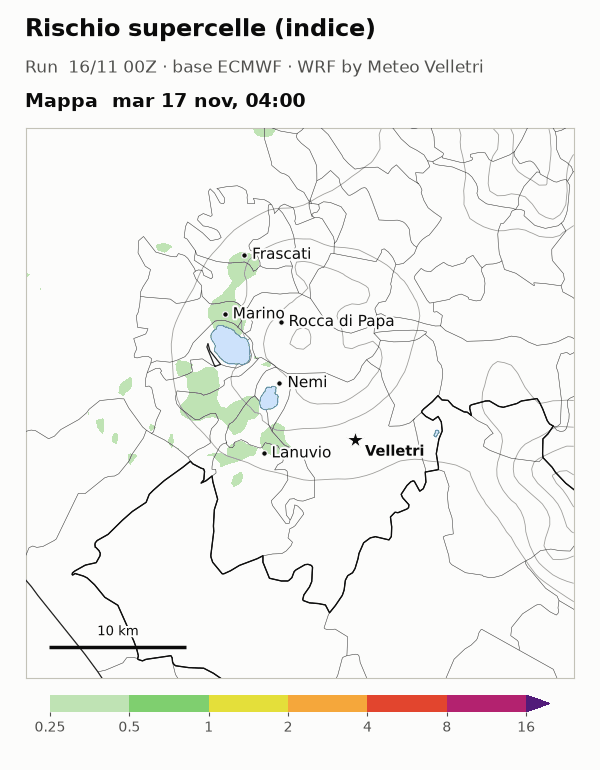 Rischio supercelle (indice)
Run  16/11 00Z · base ECMWF · WRF by Meteo Velletri
Mappa  mar 17 nov, 04:00
Frascati
Marino
Rocca di Papa
Nemi
Velletri
Lanuvio
10 km
0.25 0.5 1 2 4 8 16